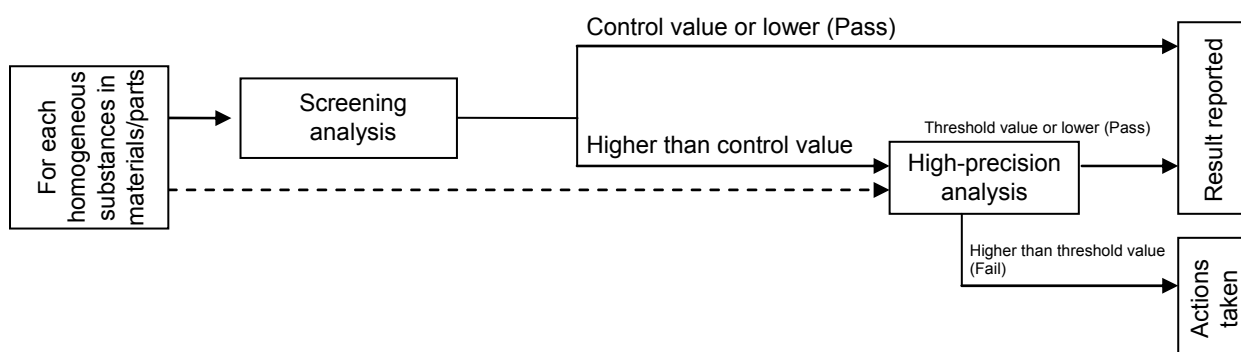 For each
homogeneous
substances in
materials/parts
Screening
analysis
Control value or lower (Pass)
Higher than control value
Threshold value or lower (Pass)
High-precision
analysis
Result reported
Higher than threshold value
(Fail)
Actions
taken